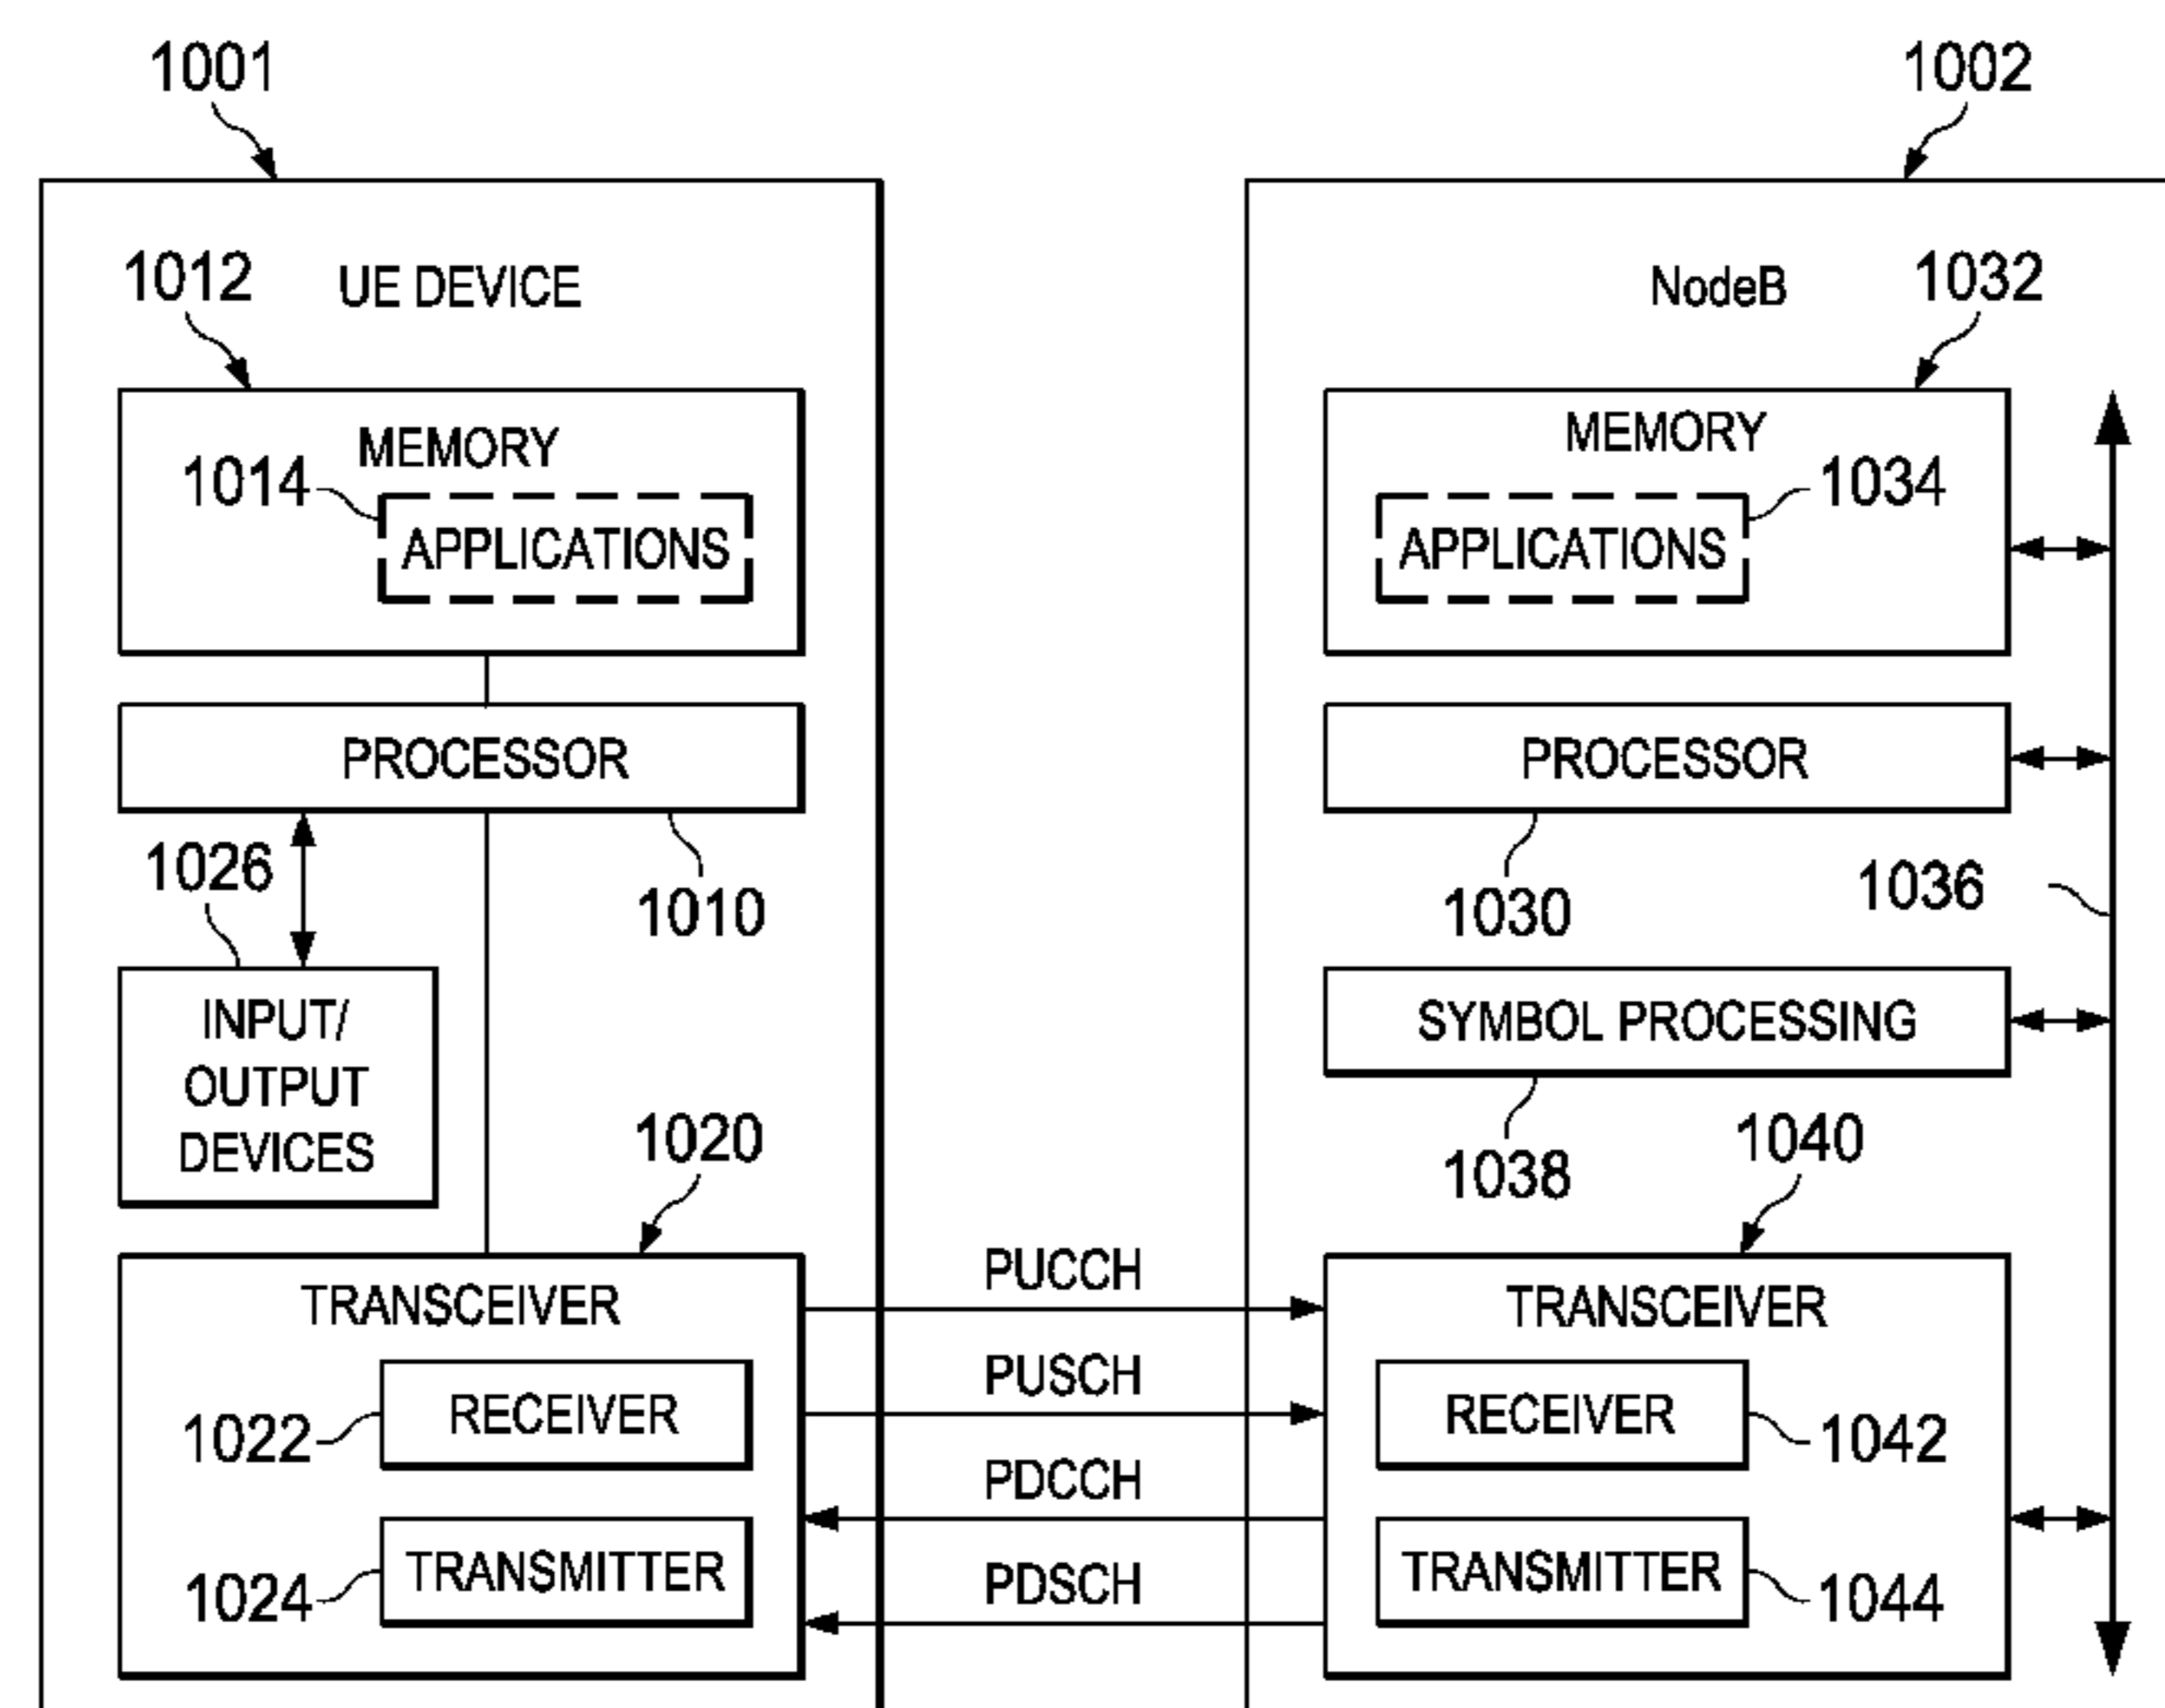 1001
1002
UE DEVICE
NodeB
1012
1032
MEMORY
MEMORY
1014
APPLICATIONS
APPLICATIONS
1034
PROCESSOR
PROCESSOR
1026
1010
1030
1036
INPUT/
OUTPUT
DEVICES
SYMBOL PROCESSING
1020
1038
1040
TRANSCEIVER
PUCCH
TRANSCEIVER
PUSCH
1022
RECEIVER
RECEIVER
1042
PDCCH
1024
TRANSMITTER
PDSCH
TRANSMITTER
1044